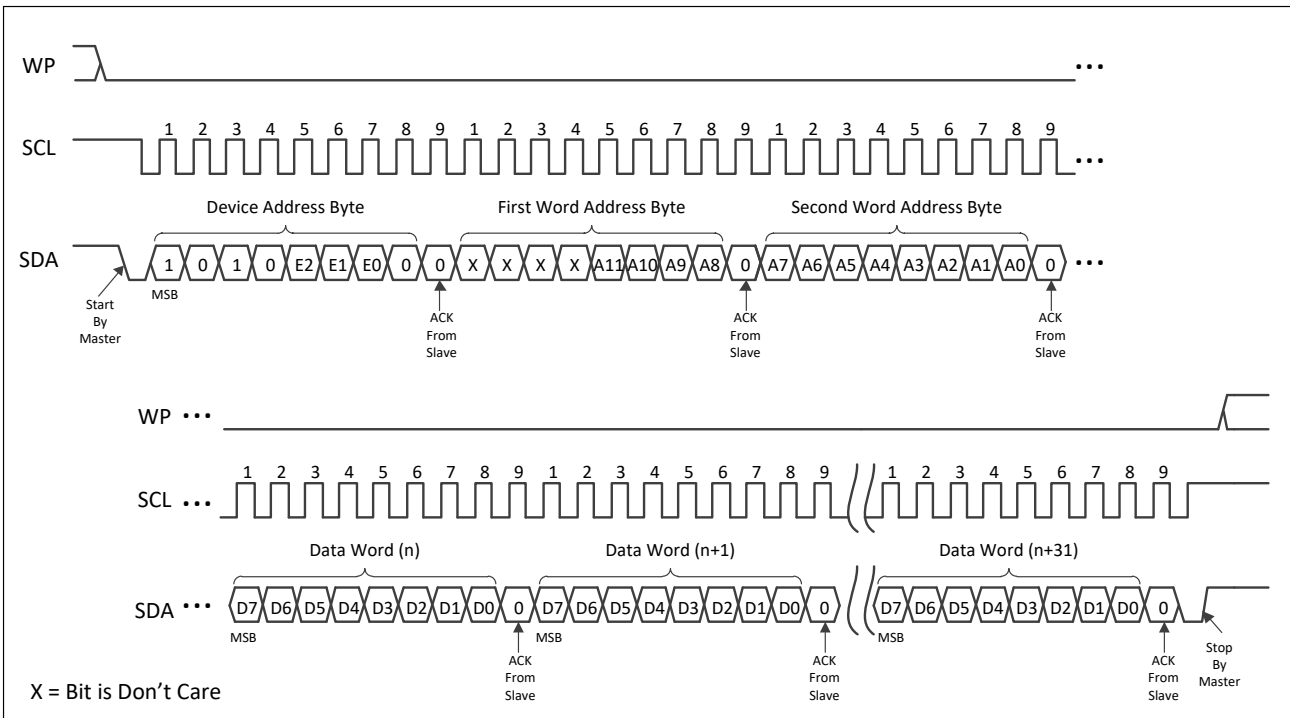 WP ...
1 2 3 4 5 6 7 8 9 1 2 3 4 5 6 7 8 9 1 2 3 4 5 6 7 8 9
SCL ...
Device Address Byte First Word Address Byte Second Word Address Byte
SDA 1 0 1 0 E2 E1 E0 0 0 X X X X A11 A10 A9 A8 0 A7 A6 A5 A4 A3 A2 A1 A0 0 ...
MSB
Start By Master
ACK From Slave
ACK From Slave
ACK From Slave
WP ...
1 2 3 4 5 6 7 8 9 1 2 3 4 5 6 7 8 9 1 2 3 4 5 6 7 8 9
SCL ...
Data Word (n) Data Word (n+1) Data Word (n+31)
SDA ... D7 D6 D5 D4 D3 D2 D1 D0 0 D7 D6 D5 D4 D3 D2 D1 D0 0 D7 D6 D5 D4 D3 D2 D1 D0 0
MSB MSB MSB
ACK From Slave
ACK From Slave
ACK From Slave
Stop By Master
X = Bit is Don’t Care